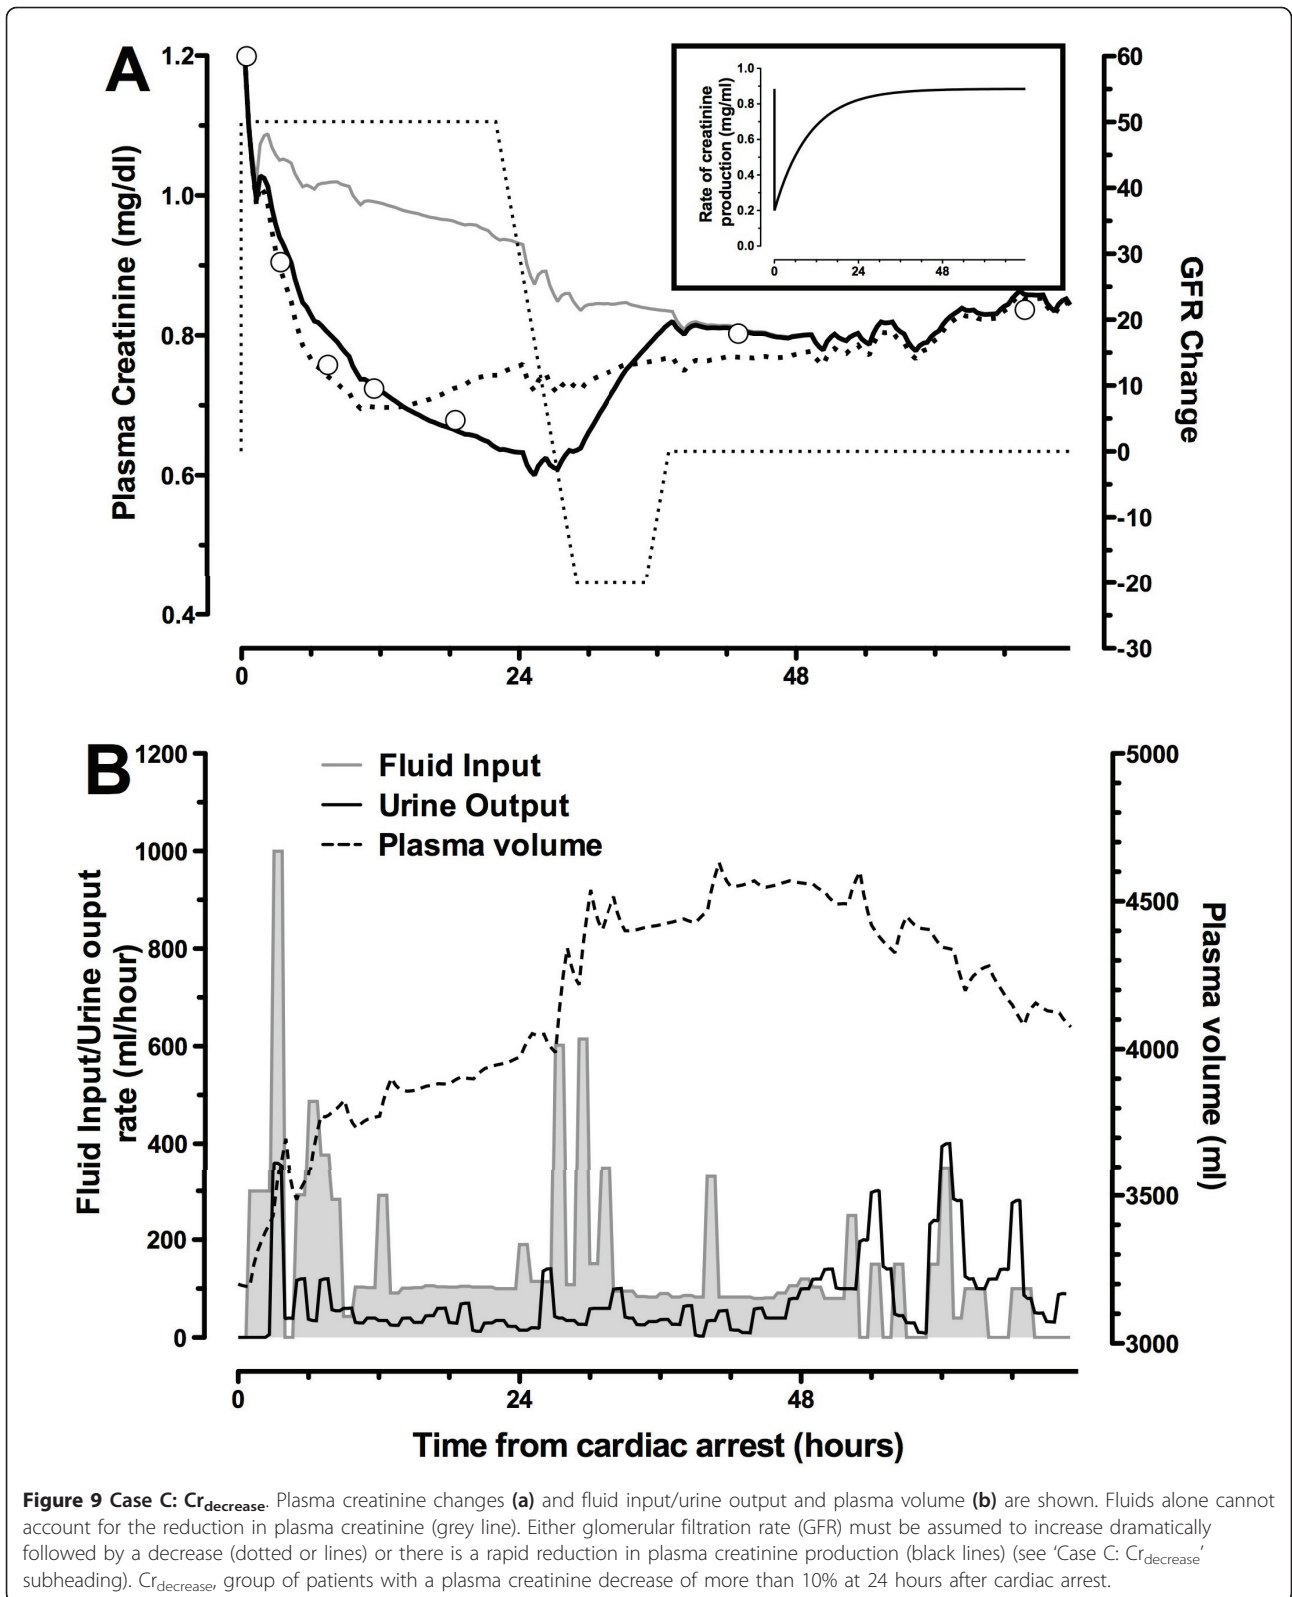 A
1.2
1.0
0.8
0.6
0.4
Plasma Creatinine (mg/dl)
60
50
40
30
20
10
0
-10
-20
-30
GFR Change
1.0
0.8
0.6
0.4
0.2
0.0
Rate of creatinine
production (mg/ml)
0 24 48
0 24 48
B
1200
1000
800
600
400
200
0
Fluid Input/Urine ouput
rate (ml/hour)
Fluid Input
Urine Output
Plasma volume
5000
4500
4000
3500
3000
Plasma volume (ml)
0 24 48
Time from cardiac arrest (hours)
Figure 9 Case C: Crdecrease. Plasma creatinine changes (a) and fluid input/urine output and plasma volume (b) are shown. Fluids alone cannot
account for the reduction in plasma creatinine (grey line). Either glomerular filtration rate (GFR) must be assumed to increase dramatically
followed by a decrease (dotted or lines) or there is a rapid reduction in plasma creatinine production (black lines) (see 'Case C: Crdecrease'
subheading). Crdecrease, group of patients with a plasma creatinine decrease of more than 10% at 24 hours after cardiac arrest.